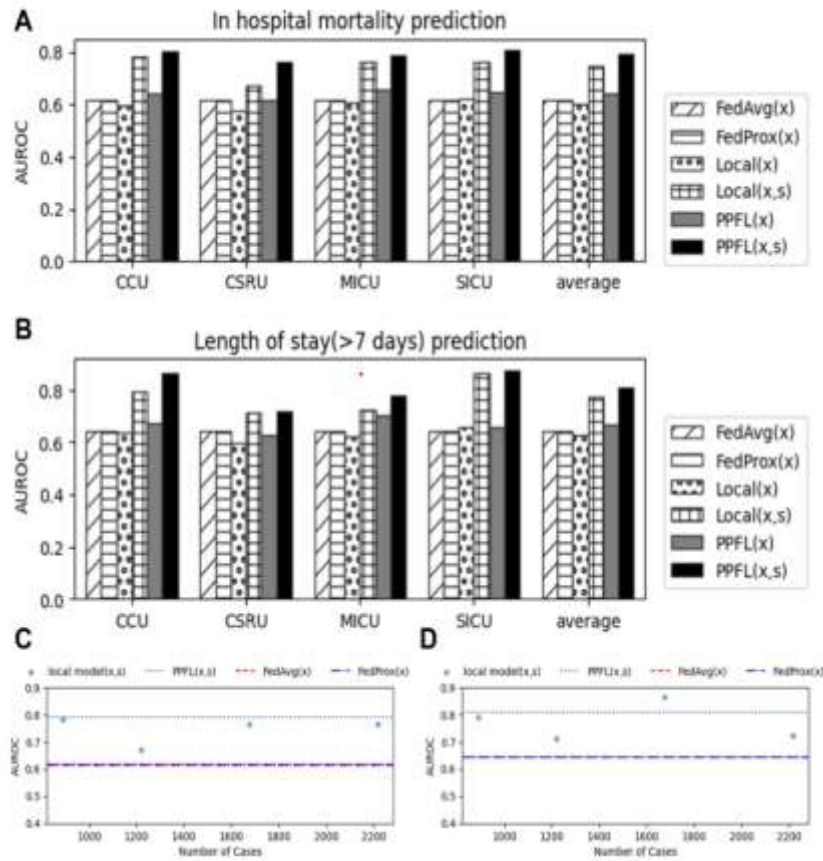 A
In hospital mortality prediction
AUROC
0.8
0.6
0.4
0.2
0.0
CCU CSRU MICU SICU average
FedAvg(x)
FedProx(x)
Local(x)
Local(x,s)
PPFL(x)
PPFL(x,s)
B
Length of stay(>7 days) prediction
AUROC
0.8
0.6
0.4
0.2
0.0
CCU CSRU MICU SICU average
FedAvg(x)
FedProx(x)
Local(x)
Local(x,s)
PPFL(x)
PPFL(x,s)
C
local model(x,s) PPFL(x,s) FedAvg(x) FedProx(x)
AUROC
0.9
0.8
0.7
0.6
0.5
0.4
1000 1200 1400 1600 1800 2000 2200
Number of Cases
D
local model(x,s) PPFL(x,s) FedAvg(x) FedProx(x)
AUROC
0.9
0.8
0.7
0.6
0.5
0.4
1000 1200 1400 1600 1800 2000 2200
Number of Cases